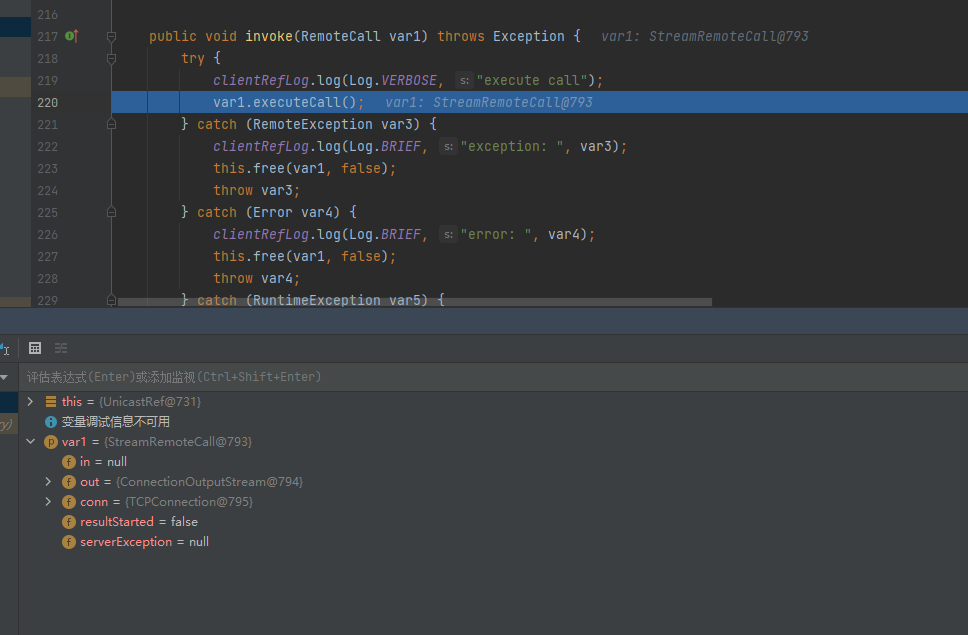 216
217 public void invoke(RemoteCall var1) throws Exception { var1: StreamRemoteCall@793
218 try {
219 clientRefLog.log(Log.VERBOSE, s: "execute call");
220 var1.executeCall(); var1: StreamRemoteCall@793
221 } catch (RemoteException var3) {
222 clientRefLog.log(Log.BRIEF, s: "exception: ", var3);
223 this.free(var1, false);
224 throw var3;
225 } catch (Error var4) {
226 clientRefLog.log(Log.BRIEF, s: "error: ", var4);
227 this.free(var1, false);
228 throw var4;
229 } catch (RuntimeException var5) {
评估表达式(Enter)或添加监视(Ctrl+Shift+Enter)
this = {UnicastRef@731}
变量调试信息不可用
var1 = {StreamRemoteCall@793}
in = null
out = {ConnectionOutputStream@794}
conn = {TCPConnection@795}
resultStarted = false
serverException = null